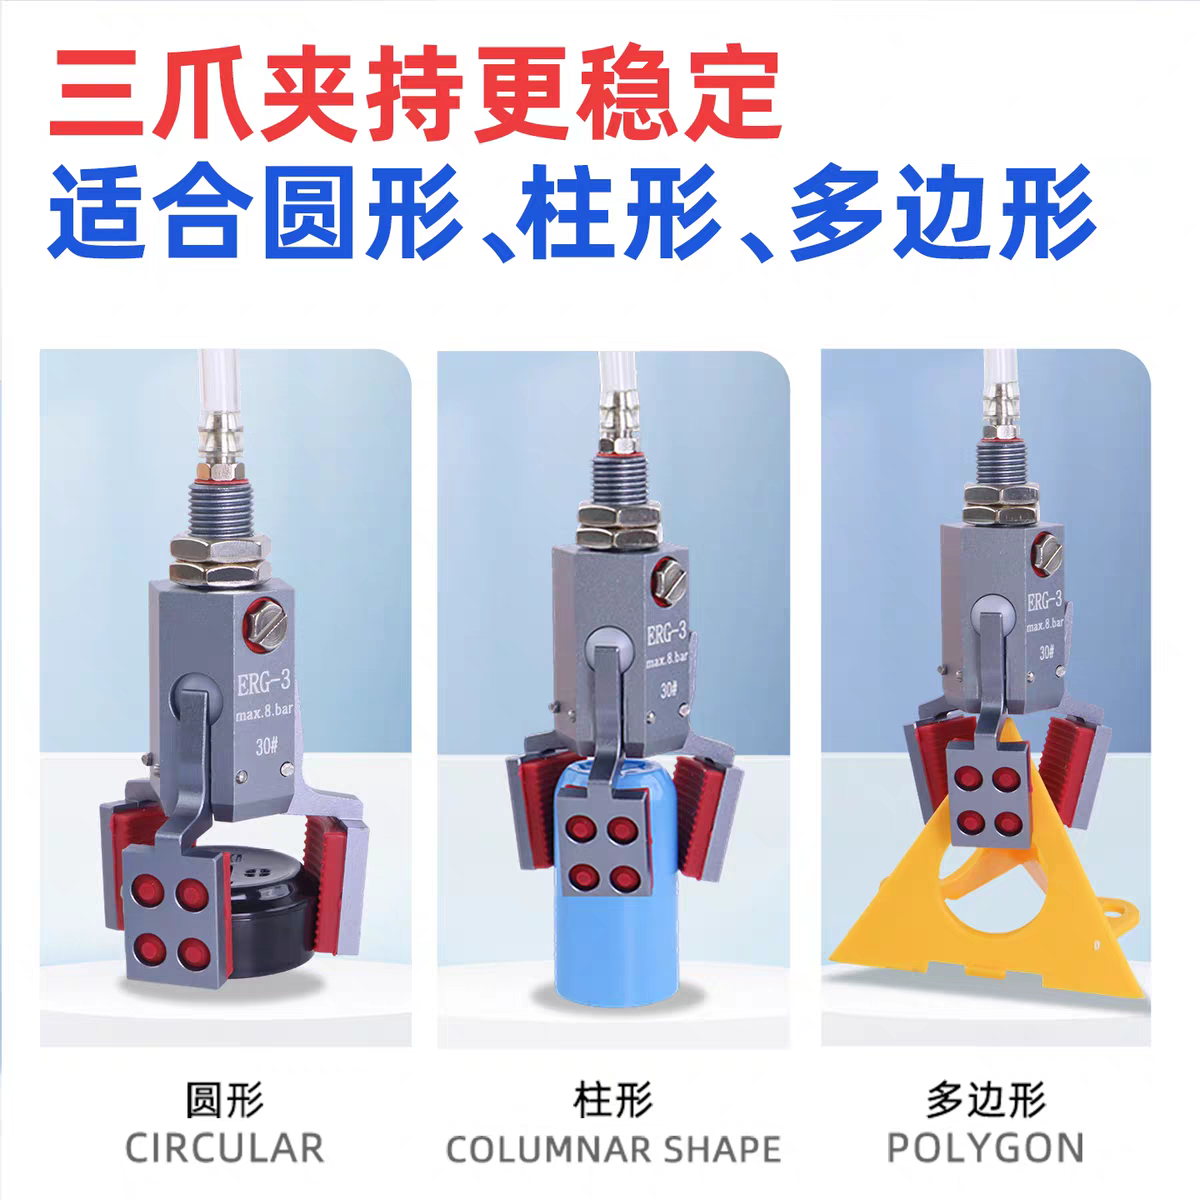 三爪夹持更稳定
适合圆形、柱形、多边形
ERG-3
max.8.bar
30#
ERG-3
max.8.bar
30#
ERG-3
max.8.bar
30#
圆形
CIRCULAR
柱形
COLUMNAR SHAPE
多边形
POLYGON